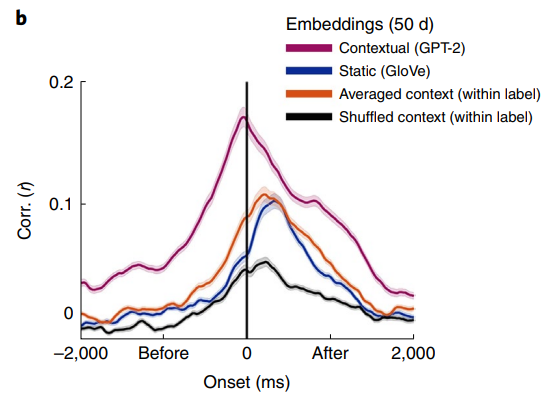 b
Embeddings (50 d)
Contextual (GPT-2)
Static (GloVe)
Averaged context (within label)
Shuffled context (within label)
0.2
0.1
0
Corr. (r)
–2,000 Before 0 After 2,000
Onset (ms)